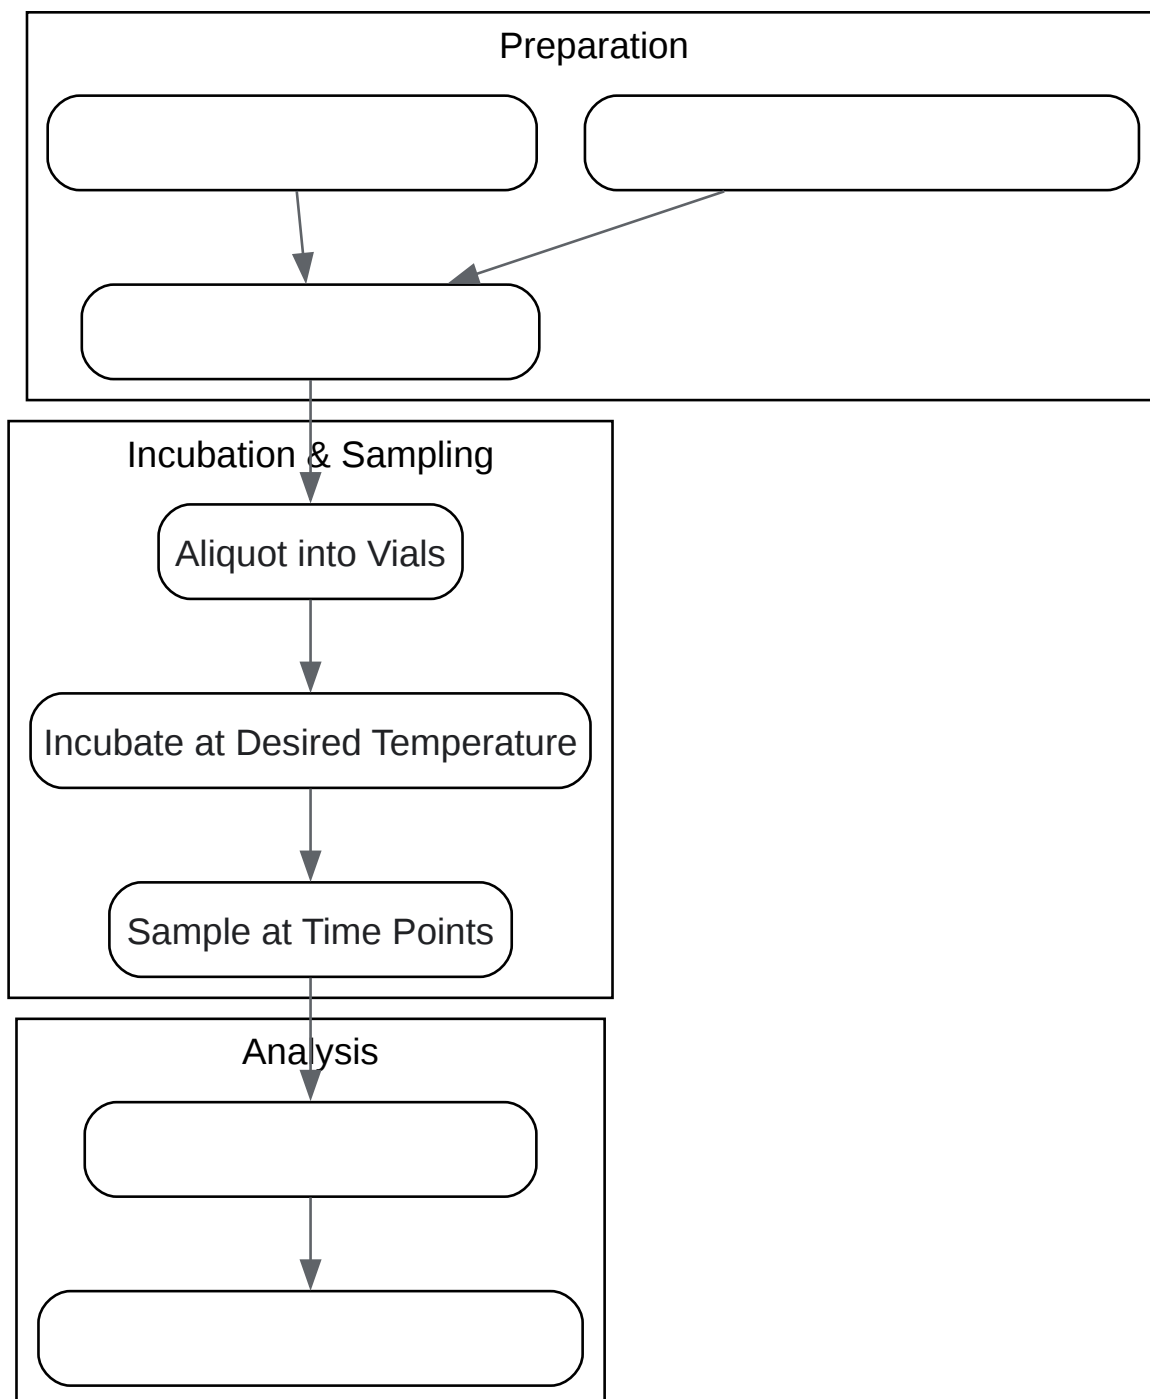 Preparation
Incubation & Sampling
Aliquot into Vials
Incubate at Desired Temperature
Sample at Time Points
Analysis